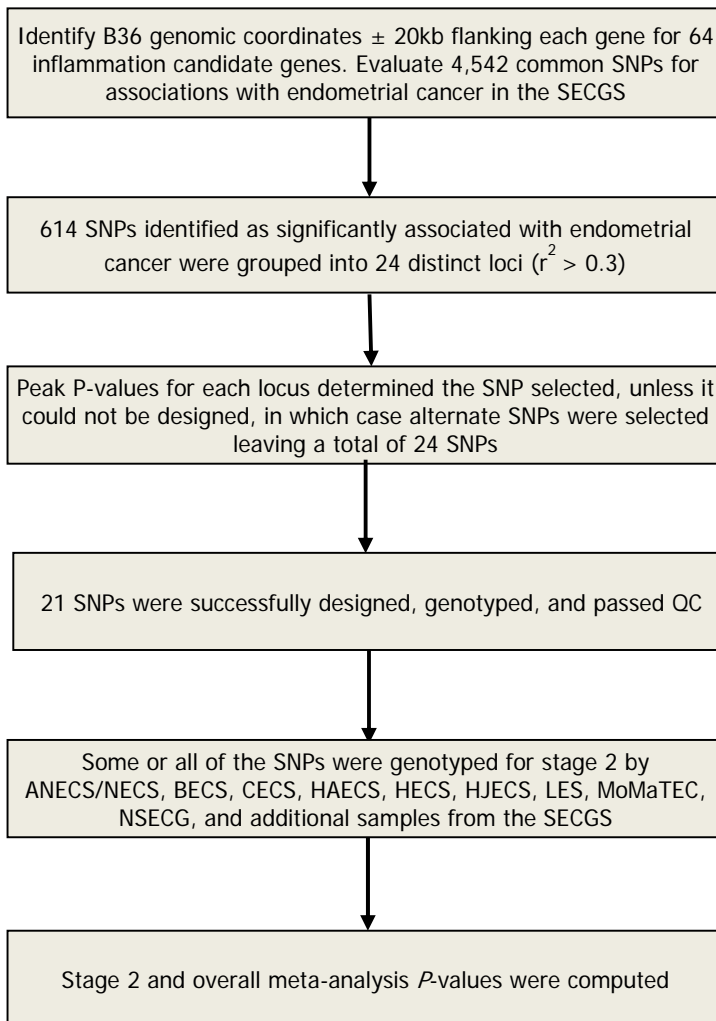 Identify B36 genomic coordinates ± 20kb flanking each gene for 64
inflammation candidate genes. Evaluate 4,542 common SNPs for
associations with endometrial cancer in the SECGS
614 SNPs identified as significantly associated with endometrial
cancer were grouped into 24 distinct loci (r² > 0.3)
Peak P-values for each locus determined the SNP selected, unless it
could not be designed, in which case alternate SNPs were selected
leaving a total of 24 SNPs
21 SNPs were successfully designed, genotyped, and passed QC
Some or all of the SNPs were genotyped for stage 2 by
ANECS/NECS, BECS, CECS, HAECS, HECS, HJECS, LES, MoMaTEC,
NSECG, and additional samples from the SECGS
Stage 2 and overall meta-analysis P-values were computed